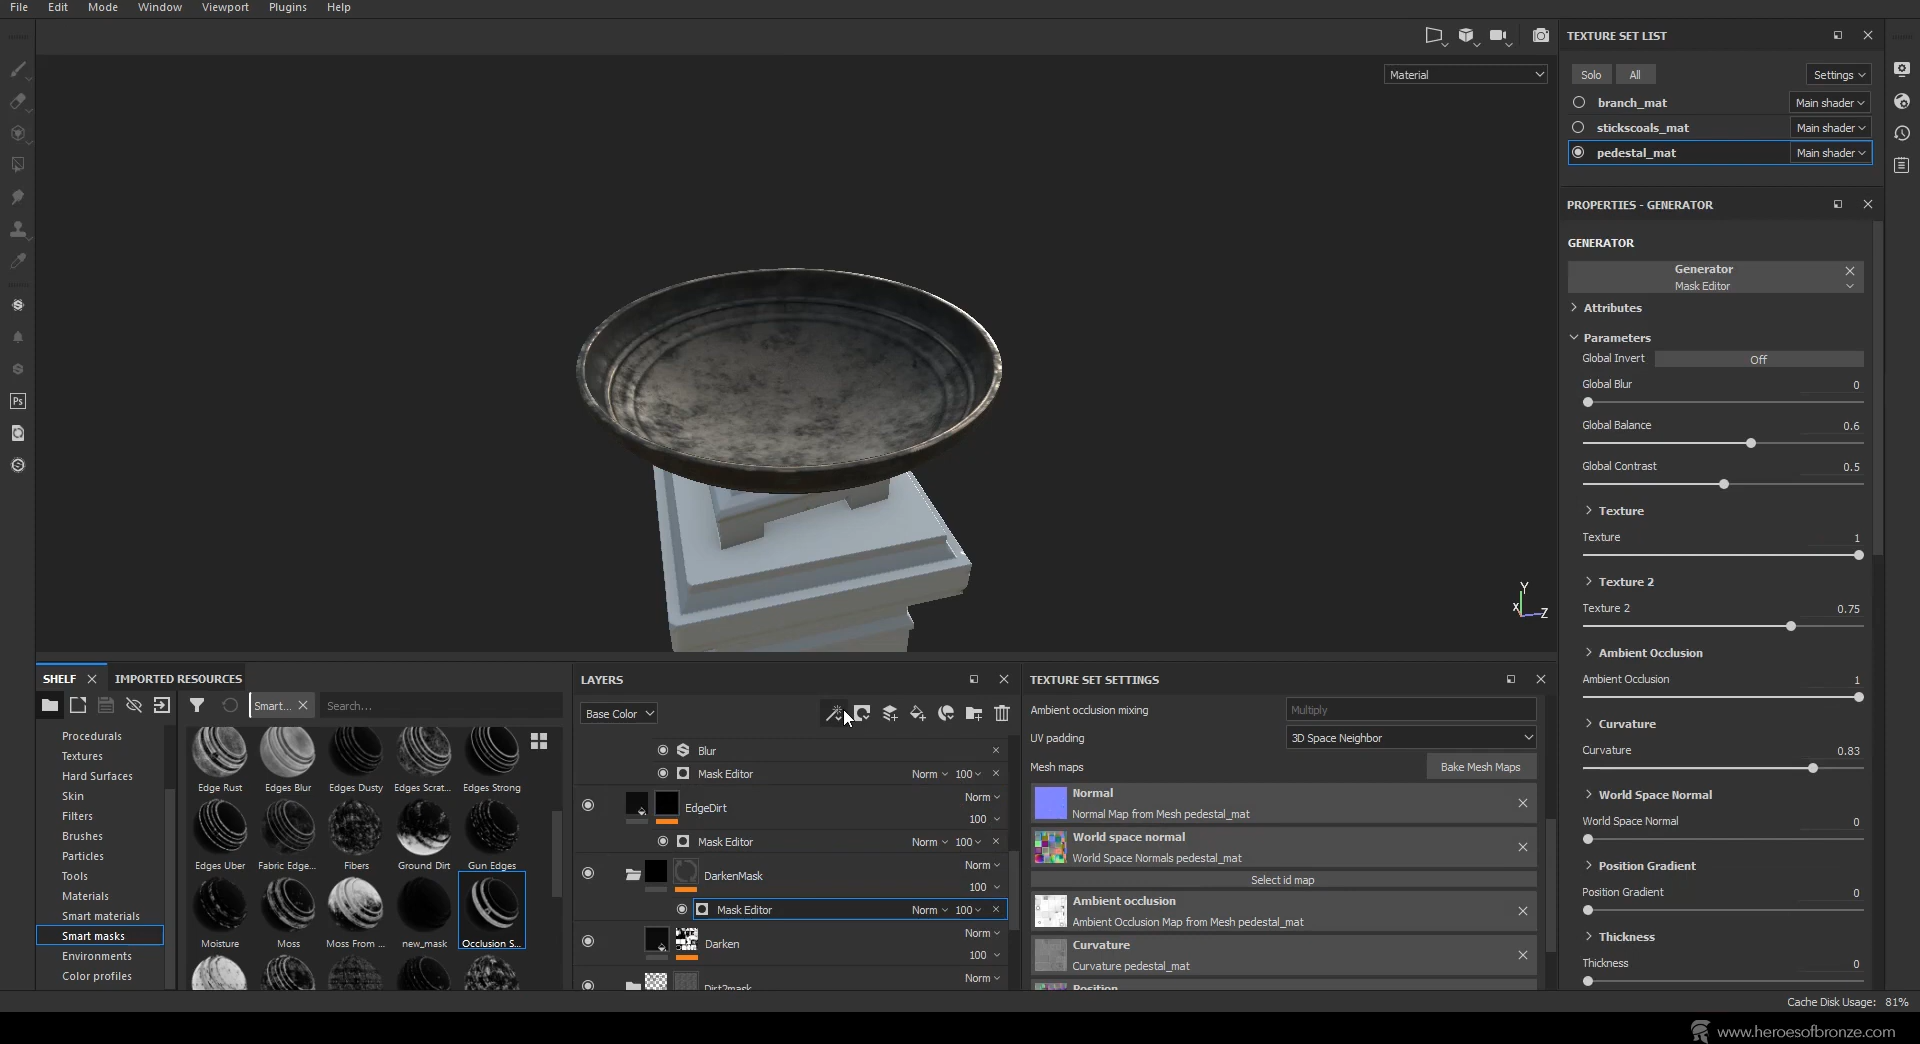 File Edit Mode Window Viewport Plugins Help
Material
TEXTURE SET LIST
Solo All Settings
branch_mat Main shader
stickscoals_mat Main shader
pedestal_mat Main shader
PROPERTIES - GENERATOR
GENERATOR
Generator
Mask Editor
Attributes
Parameters
Global Invert Off
Global Blur 0
Global Balance 0.6
Global Contrast 0.5
Texture
Texture 1
Texture 2
Texture 2 0.75
Ambient Occlusion
Ambient Occlusion 1
Curvature
Curvature 0.83
World Space Normal
World Space Normal 0
Position Gradient
Position Gradient 0
Thickness
Thickness 0
Y
X Z
Ps
SHELF IMPORTED RESOURCES
Smart... Search...
Procedurals
Textures
Hard Surfaces
Skin
Filters
Brushes
Particles
Tools
Materials
Smart materials
Smart masks
Environments
Color profiles
Edge Rust Edges Blur Edges Dusty Edges Scrat... Edges Strong
Edges Uber Fabric Edge... Fibers Ground Dirt Gun Edges
Moisture Moss Moss From ... new_mask Occlusion S...
LAYERS
Base Color
Blur
Mask Editor Norm 100
EdgeDirt Norm
100
Mask Editor Norm 100
DarkenMask Norm
100
Mask Editor Norm 100
Darken Norm
100
Dirt2mask Norm
TEXTURE SET SETTINGS
Ambient occlusion mixing Multiply
UV padding 3D Space Neighbor
Mesh maps Bake Mesh Maps
Normal
Normal Map from Mesh pedestal_mat
World space normal
World Space Normals pedestal_mat
Select id map
Ambient occlusion
Ambient Occlusion Map from Mesh pedestal_mat
Curvature
Curvature pedestal_mat
Position
Cache Disk Usage: 81%
www.heroesofbronze.com